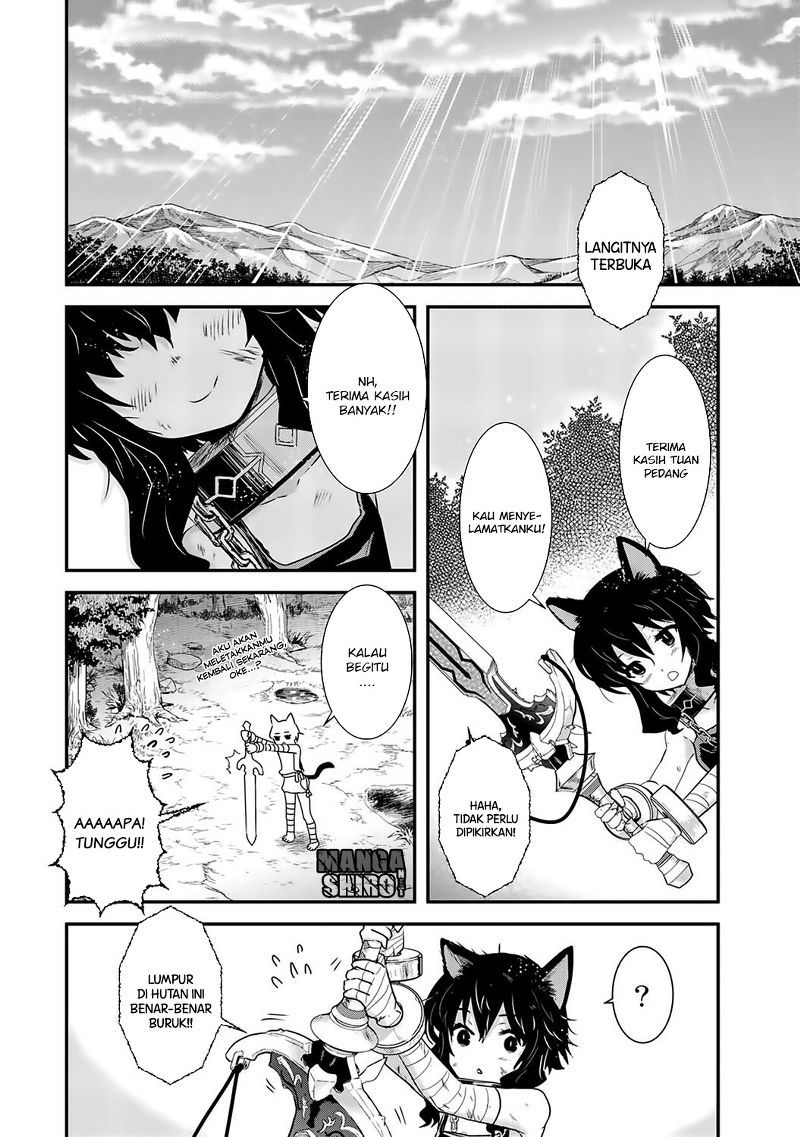 LANGITNYA
TERBUKA
TERIMA
KASIH TUAN
PEDANG
KAU MENYE-
LAMATKANKU!
HAHA,
TIDAK PERLU
DIPIKIRKAN!
NH,
TERIMA KASIH
BANYAK!!
KALAU
BEGITU
....
AKU AKAN
MELETAKKANMU
KEMBALI SEKARANG,
OKE...?
AAAAAPA!
TUNGGU!!
MANGA
SHIRO
NET
?
LUMPUR
DI HUTAN INI
BENAR-BENAR
BURUK!!